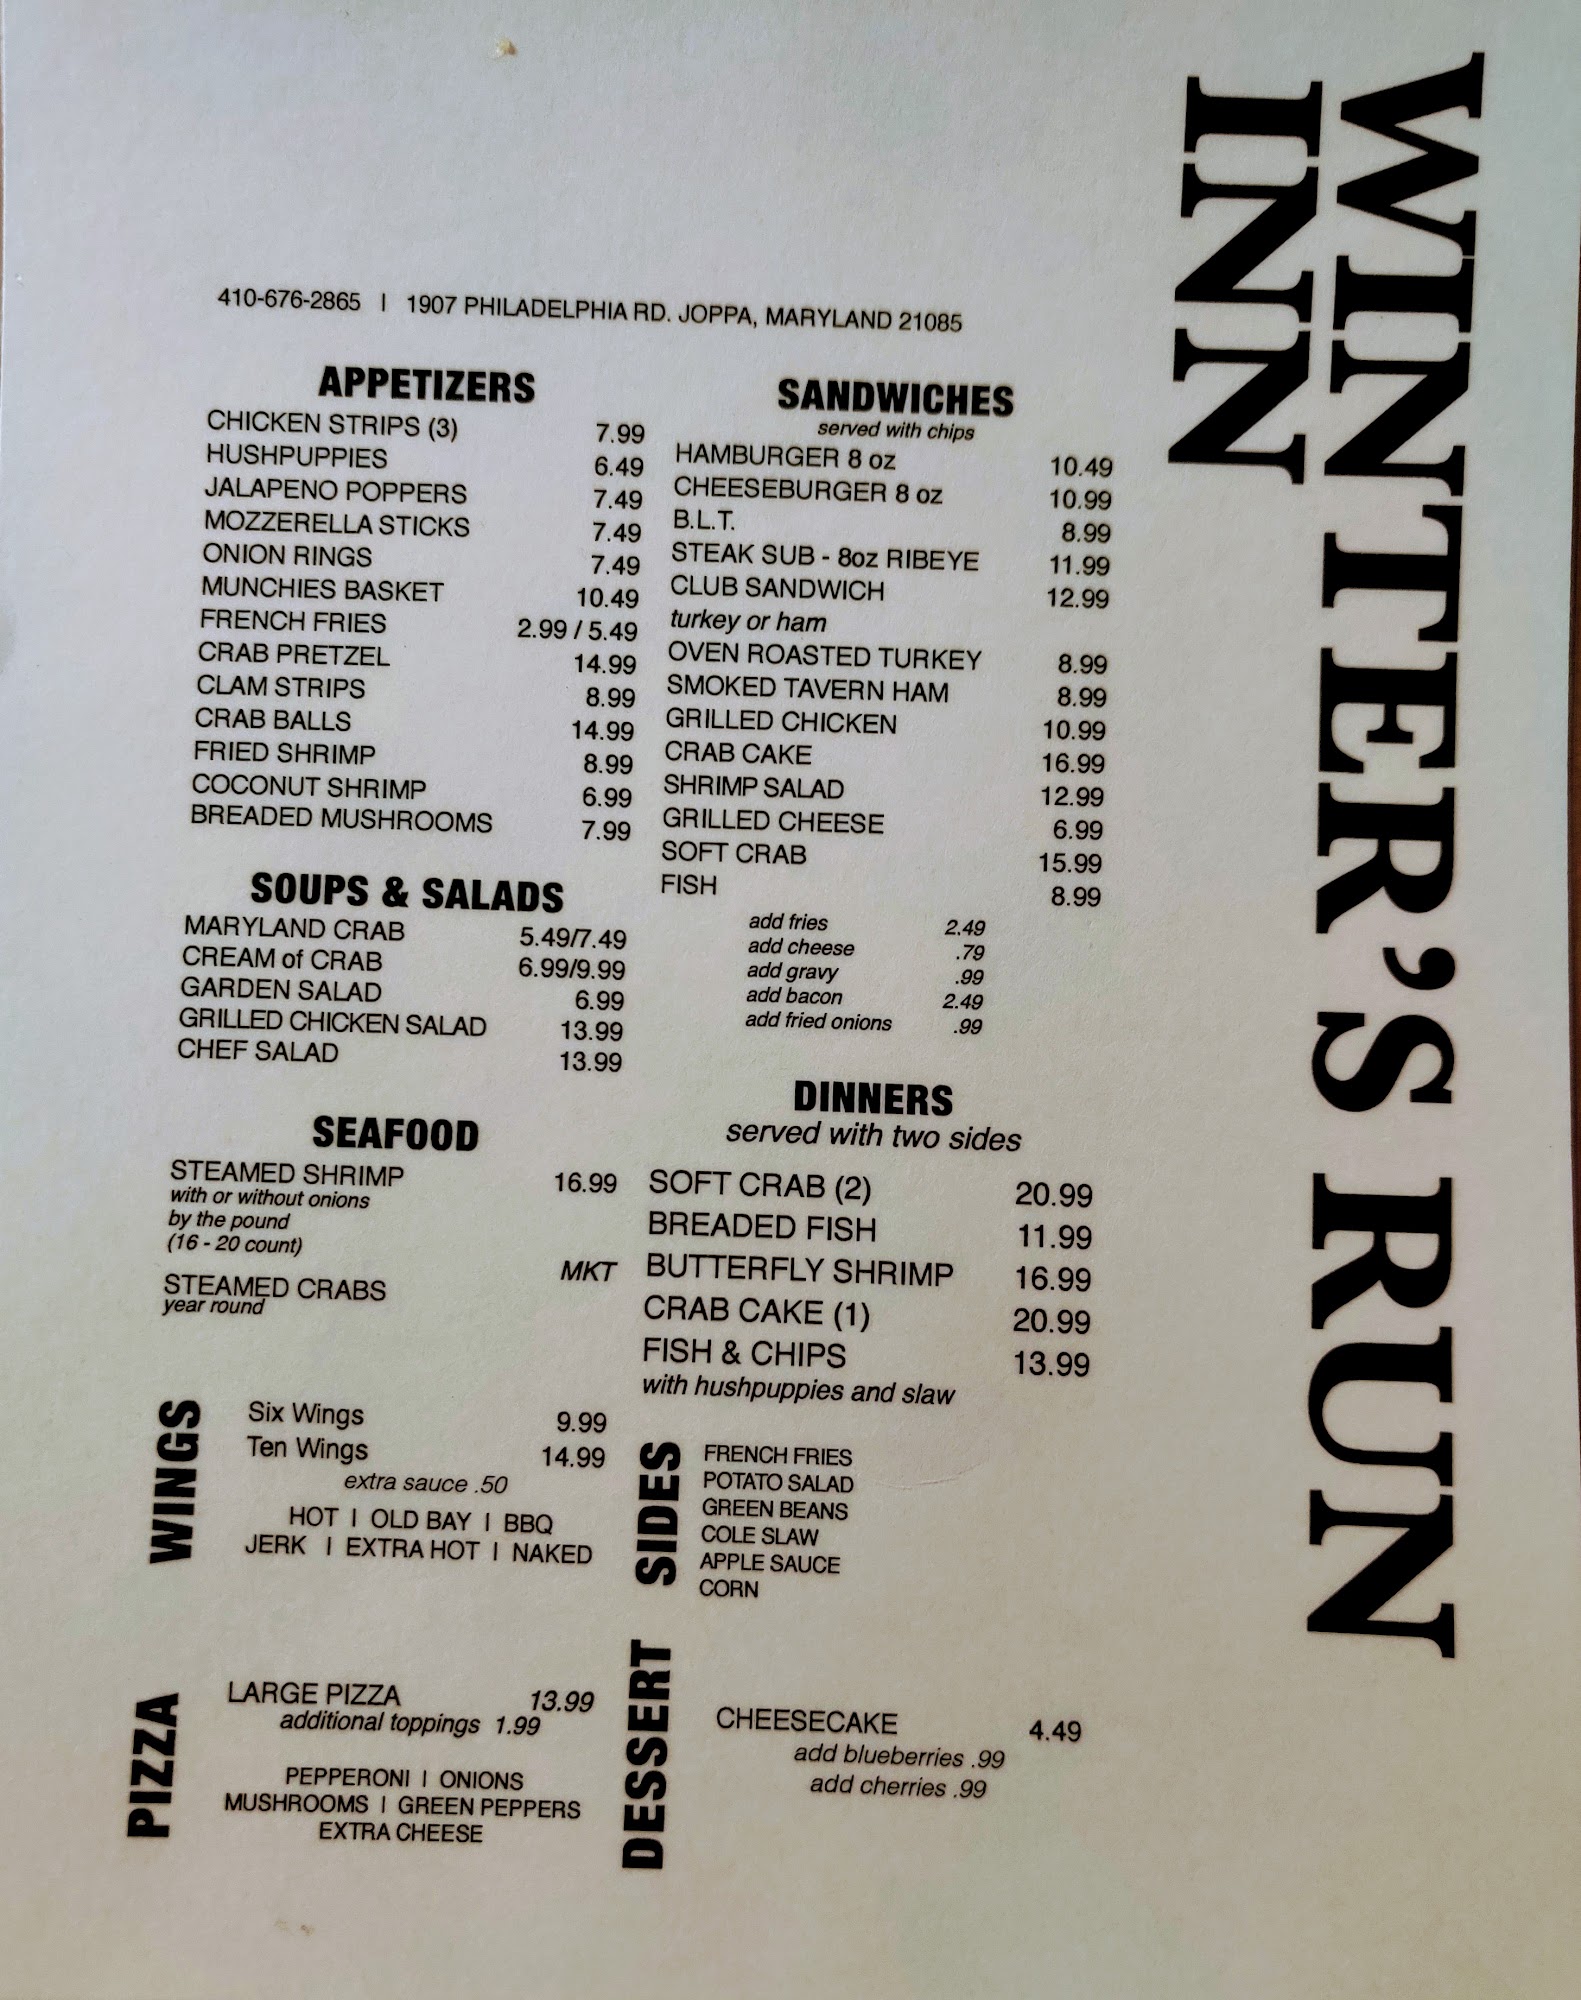 WINTER'S RUN
INN
410-676-2865 | 1907 PHILADELPHIA RD. JOPPA, MARYLAND 21085
APPETIZERS
CHICKEN STRIPS (3) 7.99
HUSHPUPPIES 6.49
JALAPENO POPPERS 7.49
MOZZERELLA STICKS 7.49
ONION RINGS 7.49
MUNCHIES BASKET 10.49
FRENCH FRIES 2.99 / 5.49
CRAB PRETZEL 14.99
CLAM STRIPS 8.99
CRAB BALLS 14.99
FRIED SHRIMP 8.99
COCONUT SHRIMP 6.99
BREADED MUSHROOMS 7.99
SOUPS & SALADS
MARYLAND CRAB 5.49/7.49
CREAM of CRAB 6.99/9.99
GARDEN SALAD 6.99
GRILLED CHICKEN SALAD 13.99
CHEF SALAD 13.99
SEAFOOD
STEAMED SHRIMP 16.99
with or without onions
by the pound
(16 - 20 count)
STEAMED CRABS MKT
year round
WINGS
Six Wings 9.99
Ten Wings 14.99
extra sauce .50
HOT | OLD BAY | BBQ
JERK | EXTRA HOT | NAKED
PIZZA
LARGE PIZZA 13.99
additional toppings 1.99
PEPPERONI | ONIONS
MUSHROOMS | GREEN PEPPERS
EXTRA CHEESE
SANDWICHES
served with chips
HAMBURGER 8 oz 10.49
CHEESEBURGER 8 oz 10.99
B.L.T. 8.99
STEAK SUB - 8oz RIBEYE 11.99
CLUB SANDWICH 12.99
turkey or ham
OVEN ROASTED TURKEY 8.99
SMOKED TAVERN HAM 8.99
GRILLED CHICKEN 10.99
CRAB CAKE 16.99
SHRIMP SALAD 12.99
GRILLED CHEESE 6.99
SOFT CRAB 15.99
FISH 8.99
add fries 2.49
add cheese .79
add gravy .99
add bacon 2.49
add fried onions .99
DINNERS
served with two sides
SOFT CRAB (2) 20.99
BREADED FISH 11.99
BUTTERFLY SHRIMP 16.99
CRAB CAKE (1) 20.99
FISH & CHIPS 13.99
with hushpuppies and slaw
SIDES
FRENCH FRIES
POTATO SALAD
GREEN BEANS
COLE SLAW
APPLE SAUCE
CORN
DESSERT
CHEESECAKE 4.49
add blueberries .99
add cherries .99